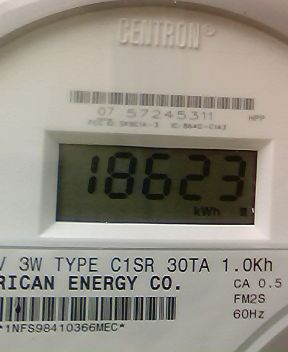 CENTRON®
07 57245311 HPP
18623
kWh
V 3W TYPE C1SR 30TA 1.0Kh
RICAN ENERGY CO. CA 0.5
FM2S
60Hz
*1NFS98410366MEC*